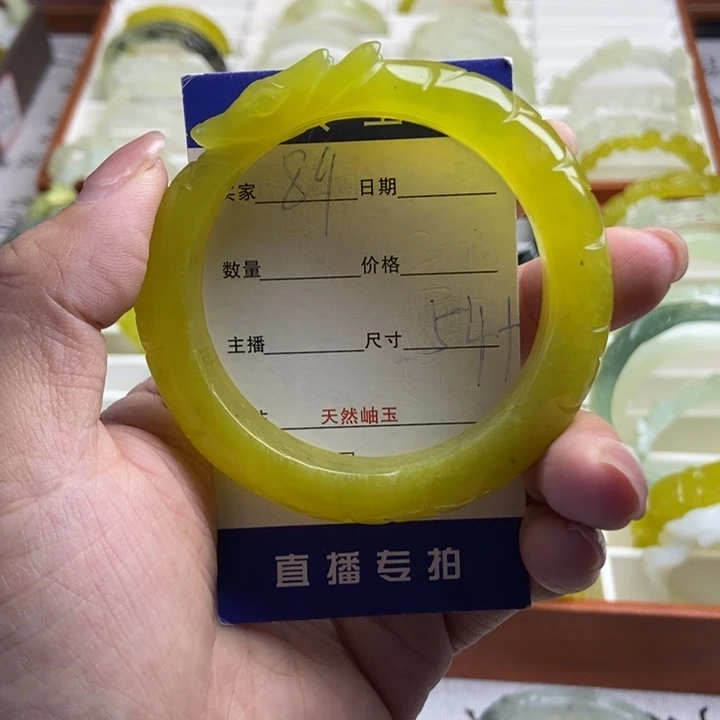 家 84 日期
数量 价格
主播 尺寸 54+
天然岫玉
直播专拍